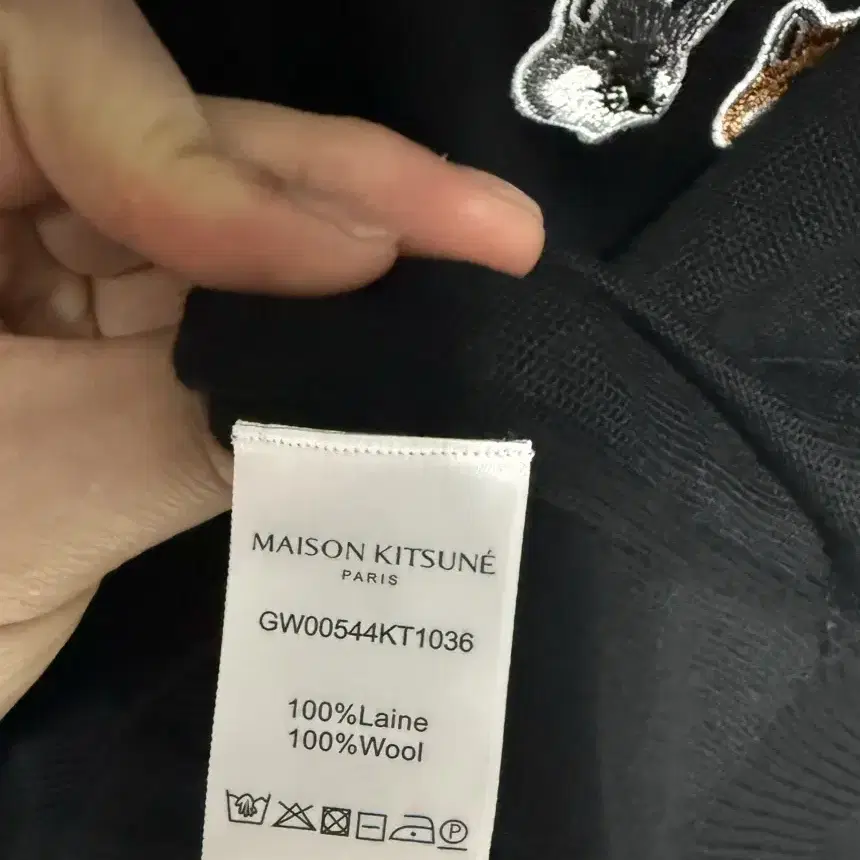 MAISON KITSUNÉ
PARIS
GW00544KT1036
100%Laine
100%Wool
P